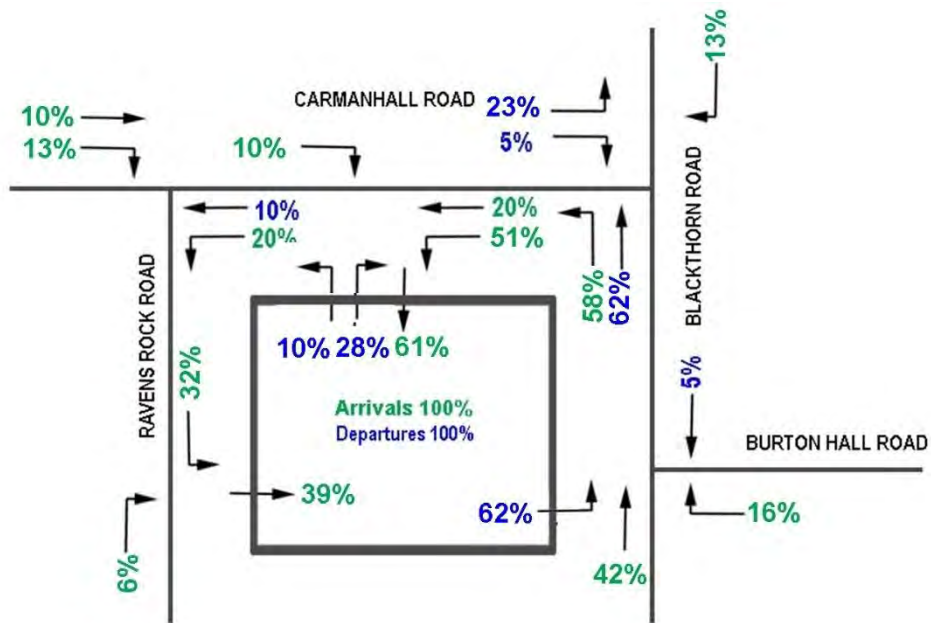 13%
CARMANHALL ROAD
23%
10%
13%
10%
5%
10%
20%
20%
51%
BLACKTHORN ROAD
RAVENS ROCK ROAD
58%
62%
10% 28% 61%
32%
5%
Arrivals 100%
Departures 100%
BURTON HALL ROAD
39%
62%
16%
6%
42%